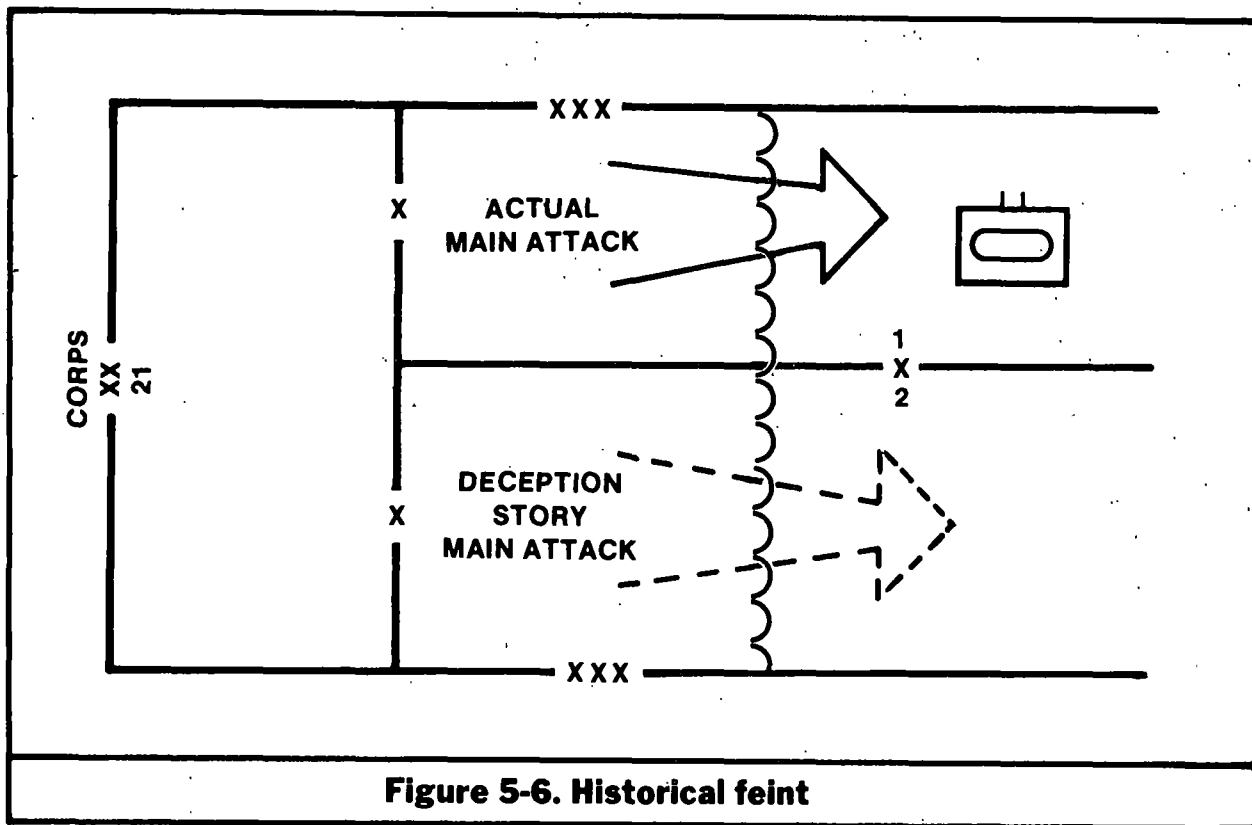 XXX
X
ACTUAL
MAIN ATTACK
CORPS
XX
21
1
X
2
X
DECEPTION
STORY
MAIN ATTACK
XXX
Figure 5-6. Historical feint